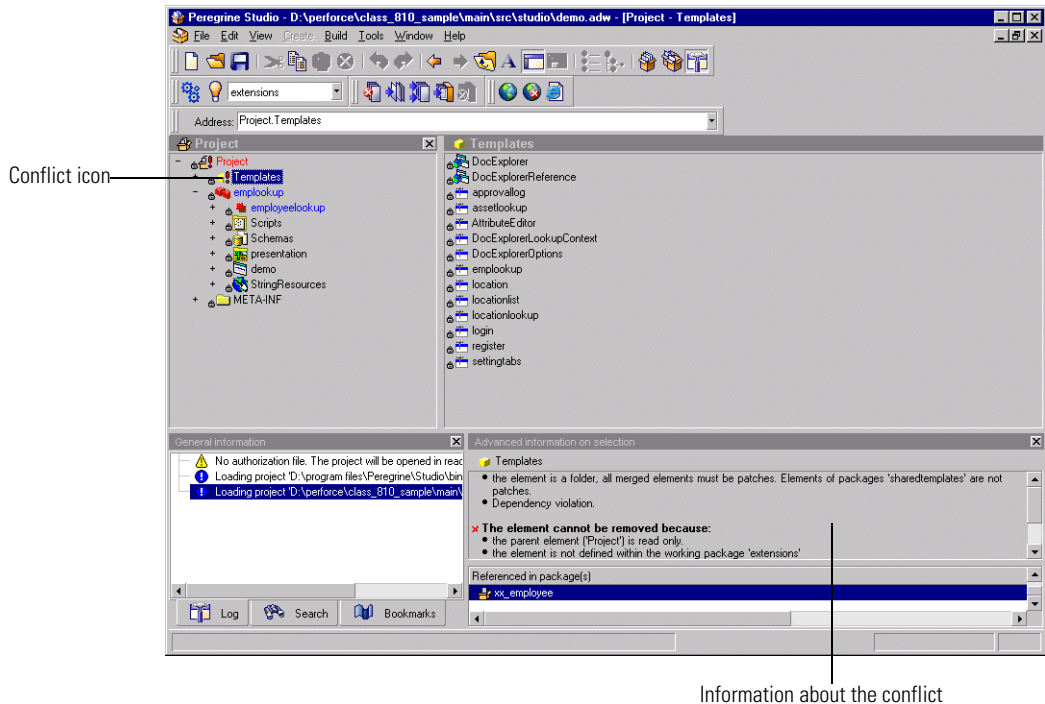 Peregrine Studio - D:\perforce\class_810_sample\main\src\studio\demo.adw - [Project - Templates]
File Edit View Create Build Tools Window Help
extensions
Address: Project.Templates
Project
Project
Templates
emplookup
employeelookup
Scripts
Schemas
presentation
demo
StringResources
META-INF
Conflict icon
Templates
DocExplorer
DocExplorerReference
approvallog
assetlookup
AttributeEditor
DocExplorerLookupContext
DocExplorerOptions
emplookup
location
locationlist
locationlookup
login
register
settingtabs
General information
No authorization file. The project will be opened in read
Loading project 'D:\program files\Peregrine\Studio\bin
Loading project 'D:\perforce\class_810_sample\main\
Log Search Bookmarks
Advanced information on selection
Templates
• the element is a folder, all merged elements must be patches. Elements of packages 'sharedtemplates' are not
patches.
• Dependency violation.
The element cannot be removed because:
• the parent element ('Project') is read only.
• the element is not defined within the working package 'extensions'
Referenced in package(s)
xx_employee
Information about the conflict